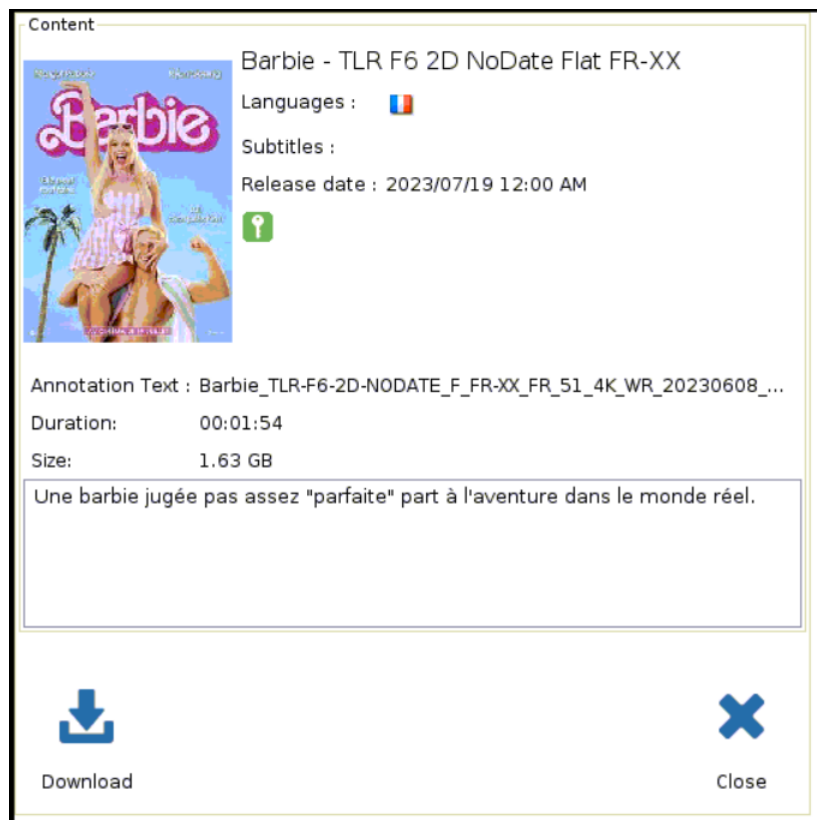 Content
Barbie - TLR F6 2D NoDate Flat FR-XX
Languages :
Subtitles :
Release date : 2023/07/19 12:00 AM
Barbie
Annotation Text : Barbie_TLR-F6-2D-NODATE_F_FR-XX_FR_51_4K_WR_20230608_...
Duration: 00:01:54
Size: 1.63 GB
Une barbie jugée pas assez "parfaite" part à l'aventure dans le monde réel.
Download
Close